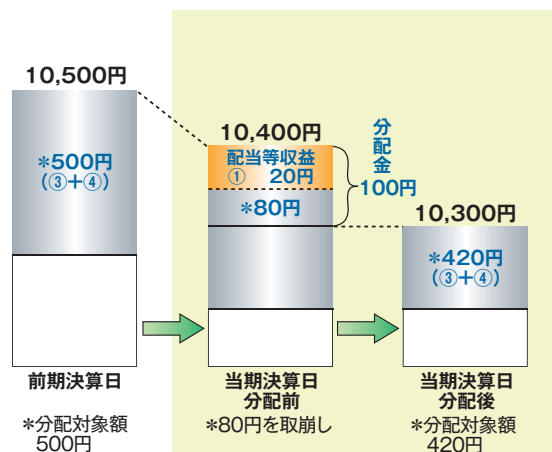 10,500円
*500円
(③+④)
前期決算日
*分配対象額
500円
10,400円
配当等収益
① 20円
*80円
分配金
100円
当期決算日
分配前
*80円を取崩し
10,300円
*420円
(③+④)
当期決算日
分配後
*分配対象額
420円